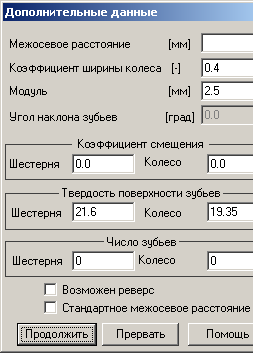 Дополнительные данные
Межосевое расстояние [мм]
Коэффициент ширины колеса [-] 0.4
Модуль [мм] 2.5
Угол наклона зубьев [град] 0.0
Коэффициент смещения
Шестерня 0.0 Колесо 0.0
Твердость поверхности зубьев
Шестерня 21.6 Колесо 19.35
Число зубьев
Шестерня 0 Колесо 0
Возможен реверс
Стандартное межосевое расстояние
Продолжить Прервать Помощь